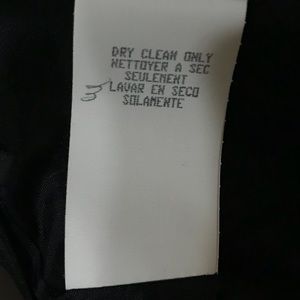 DRY CLEAN ONLY
NETTOYER A SEC
SEULEMENT
LAVAR EN SECO
SOLAMENTE